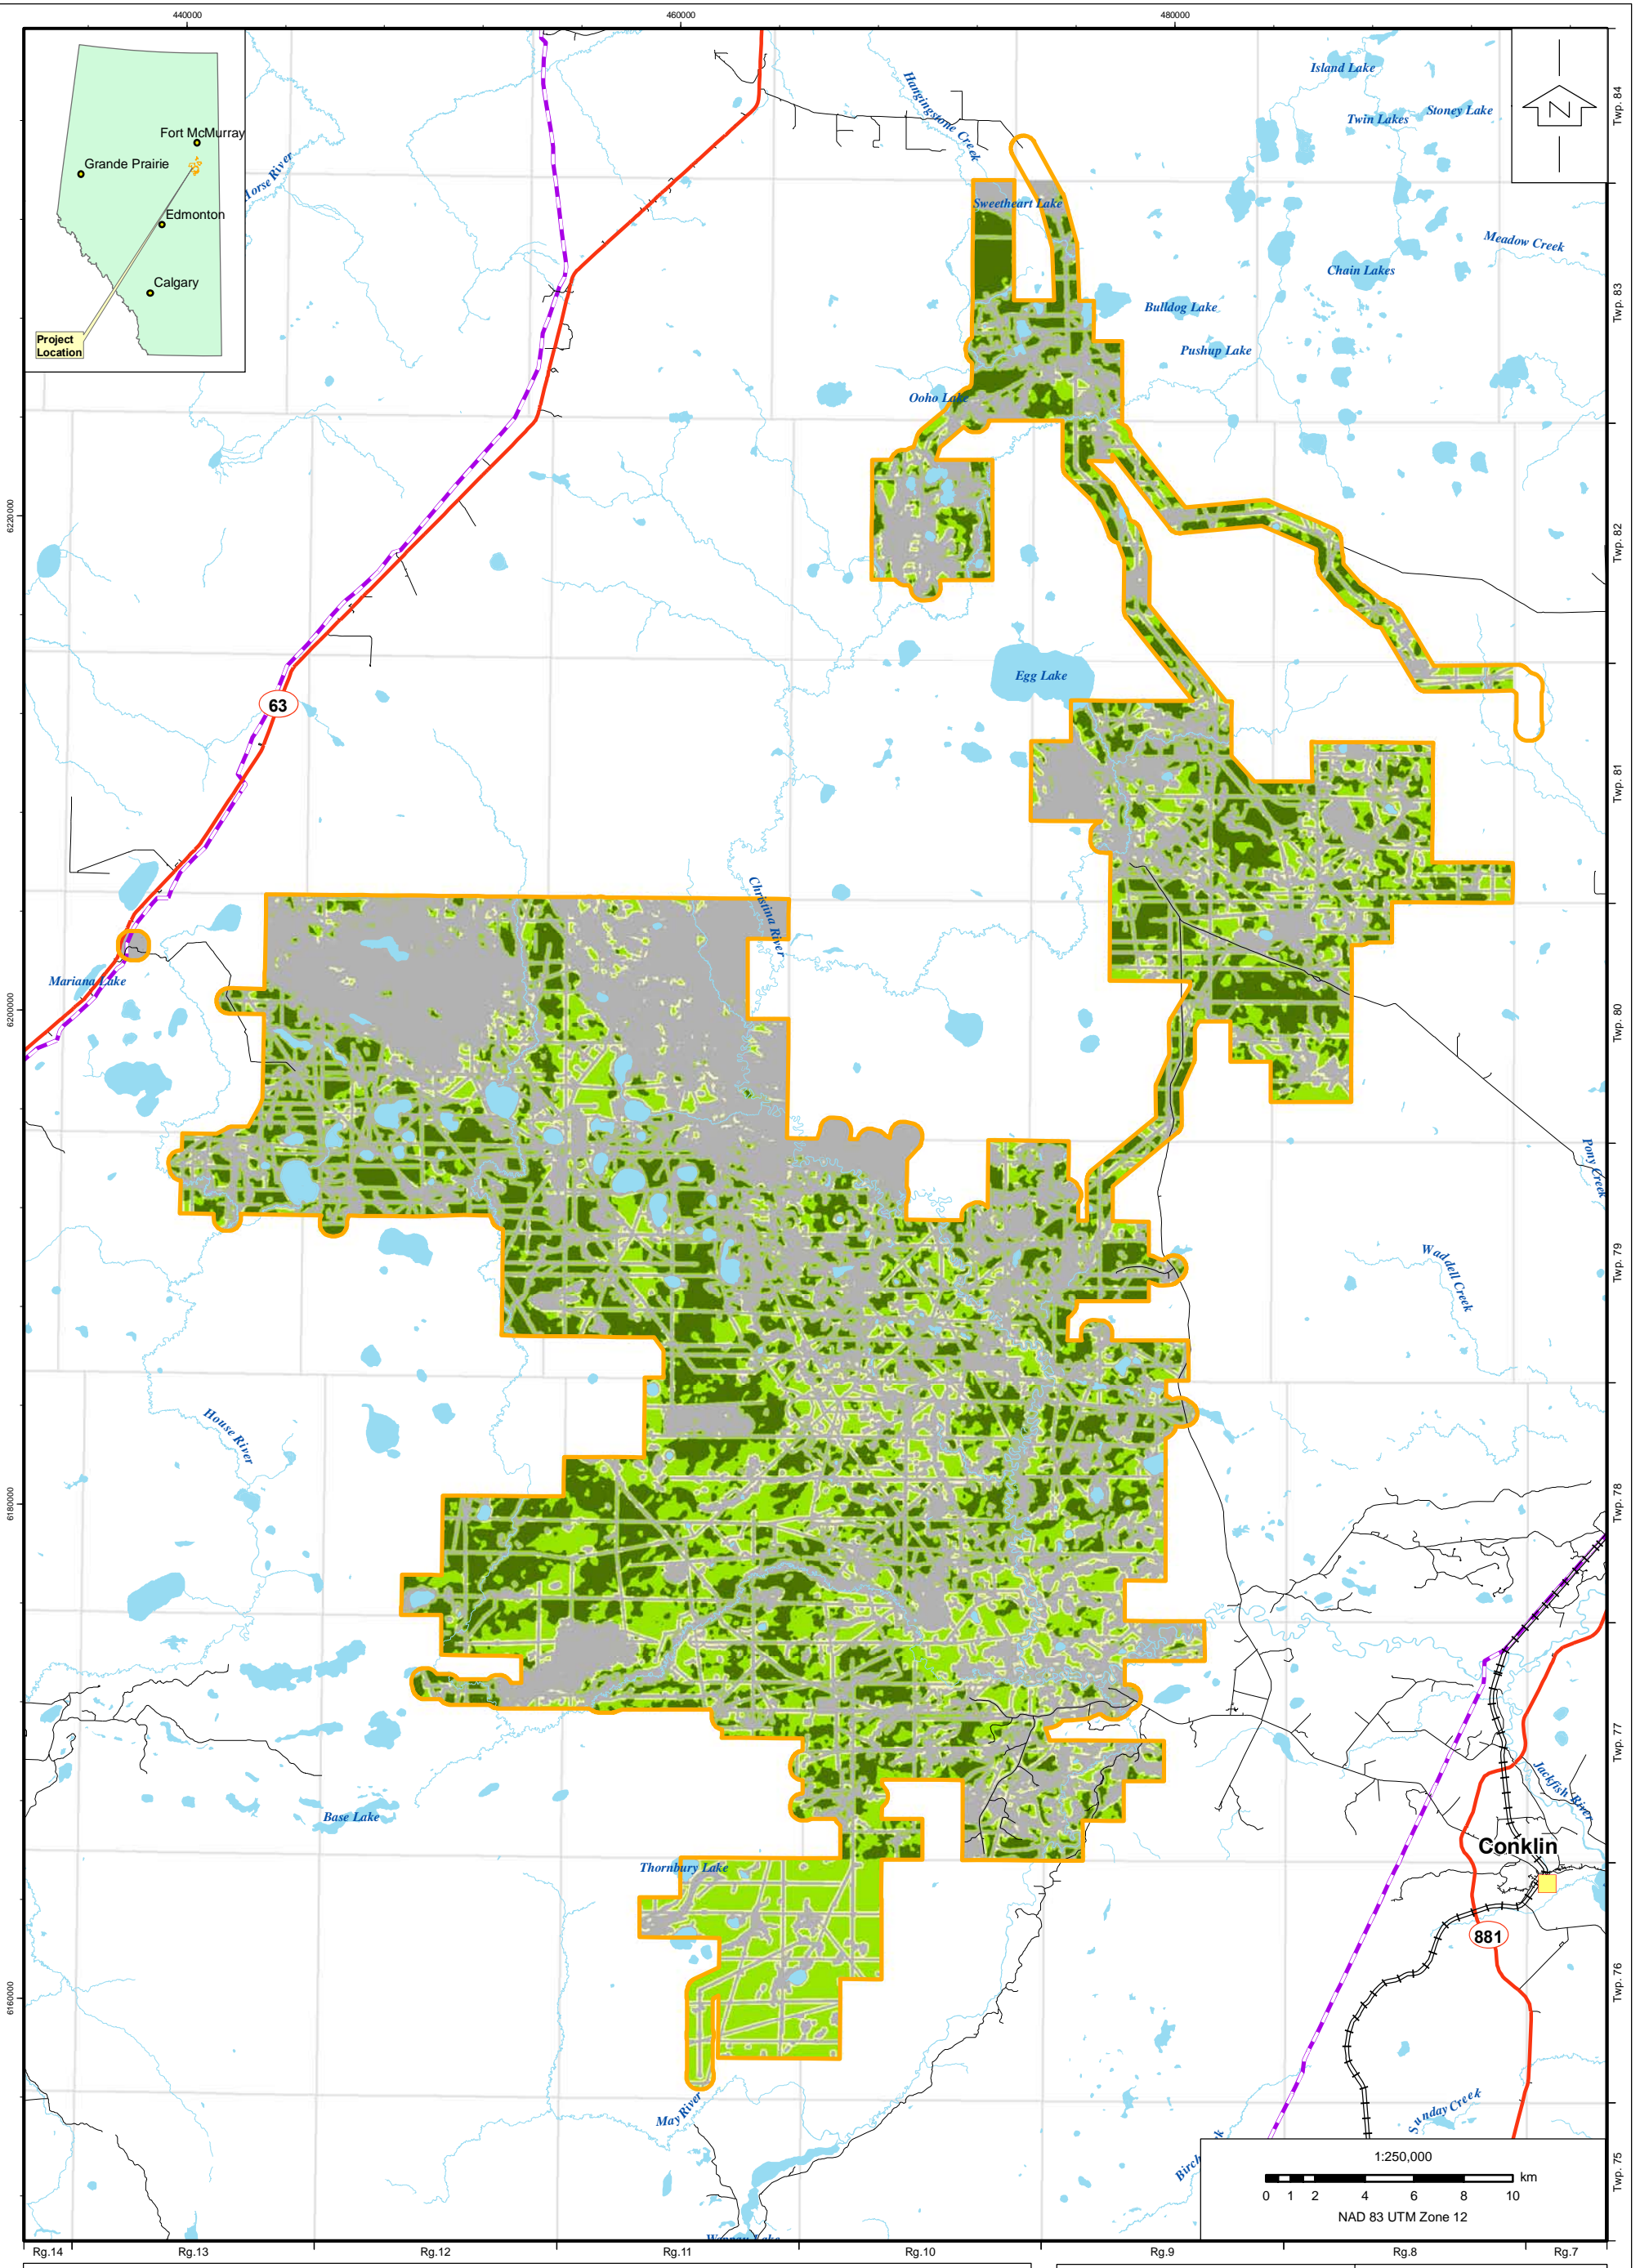 440000
460000
480000
Island Lake
Fort McMurray
Twin Lakes
Stoney Lake
Hangingstone Creek
Twp. 84
N
Grande Prairie
Horse River
Edmonton
Sweetheart Lake
Meadow Creek
Calgary
Chain Lakes
Project
Location
Bulldog Lake
Twp. 83
Pushup Lake
Ooho Lake
6220000
Twp. 82
Egg Lake
63
Twp. 81
Christina River
Mariana Lake
6200000
Twp. 80
Pony Creek
Waddell Creek
Twp. 79
House River
6180000
Twp. 78
Twp. 77
Jackfish River
Base Lake
Conklin
Thornbury Lake
881
6160000
Twp. 76
May River
Sunday Creek
Birch
1:250,000
km
0 1 2 4 6 8 10
NAD 83 UTM Zone 12
Twp. 75
Rg.14 Rg.13 Rg.12 Rg.11 Rg.10 Rg.9 Rg.8 Rg.7